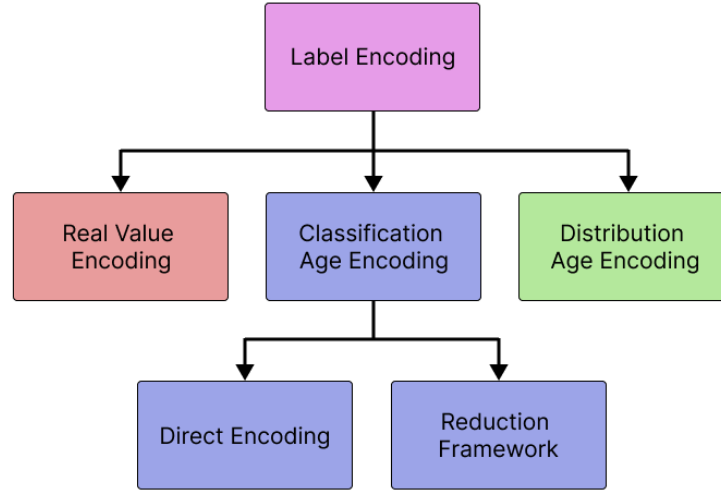 Label Encoding
Real Value
Encoding
Classification
Age Encoding
Distribution
Age Encoding
Direct Encoding
Reduction
Framework